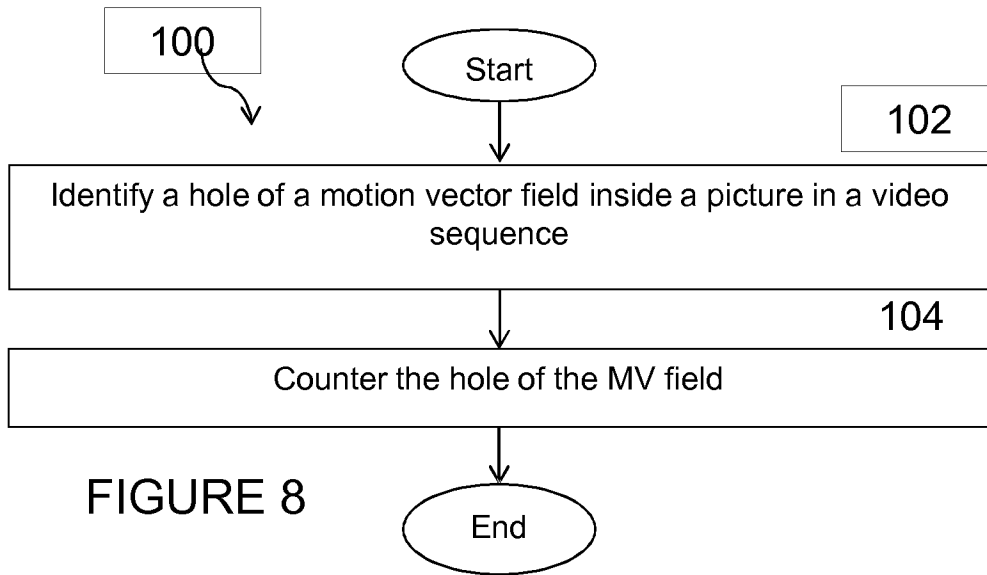 100
Start
102
Identify a hole of a motion vector field inside a picture in a video
sequence
104
Counter the hole of the MV field
FIGURE 8
End